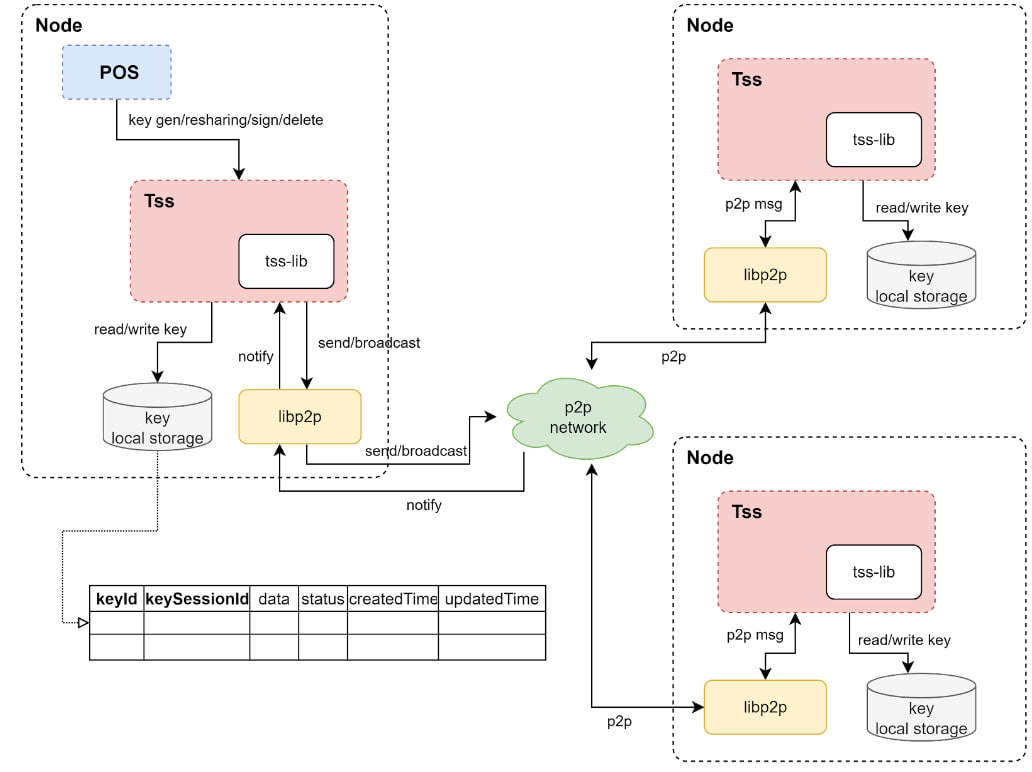 Node
POS
key gen/resharing/sign/delete
Tss
tss-lib
read/write key
notify
send/broadcast
key
local storage
libp2p
send/broadcast
notify
p2p
network
keyId keySessionId data status createdTime updatedTime
Node
Tss
tss-lib
p2p msg
read/write key
libp2p
key
local storage
p2p
Node
Tss
tss-lib
p2p msg
read/write key
libp2p
key
local storage
p2p